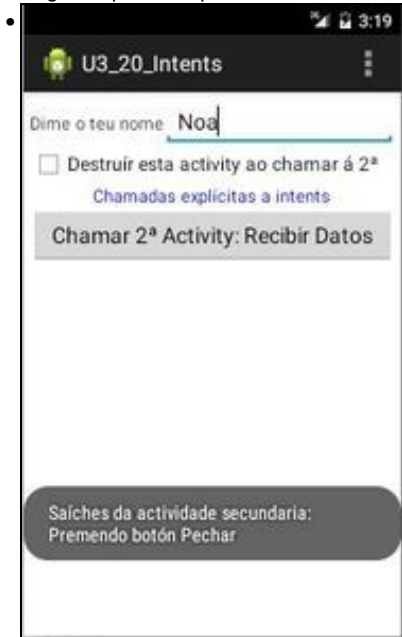 3:19
U3_20_Intents
Dime o teu nome Noa
Destruír esta activity ao chamar á 2ª
Chamadas explícitas a intents
Chamar 2ª Activity: Recibir Datos
Saíches da actividade secundaria:
Premendo botón Pechar